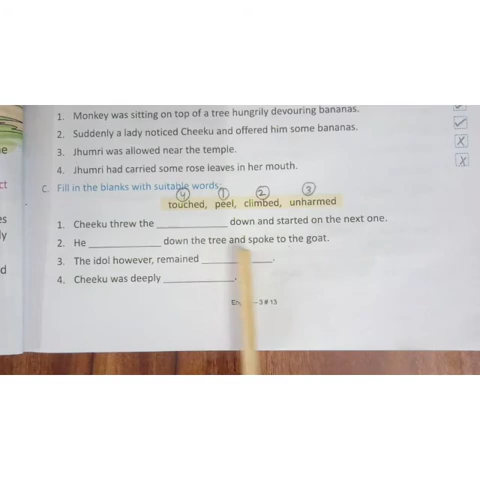 1. Monkey was sitting on top of a tree hungrily devouring bananas.
e 2. Suddenly a lady noticed Cheeku and offered him some bananas.
3. Jhumri was allowed near the temple. X
4. Jhumri had carried some rose leaves in her mouth. X
ct C. Fill in the blanks with suitable words:
4 1 2 3
touched, peel, climbed, unharmed
es 1. Cheeku threw the ____________ down and started on the next one.
ly 2. He ____________ down the tree and spoke to the goat.
3. The idol however, remained ____________.
d 4. Cheeku was deeply ____________.
-3 # 13